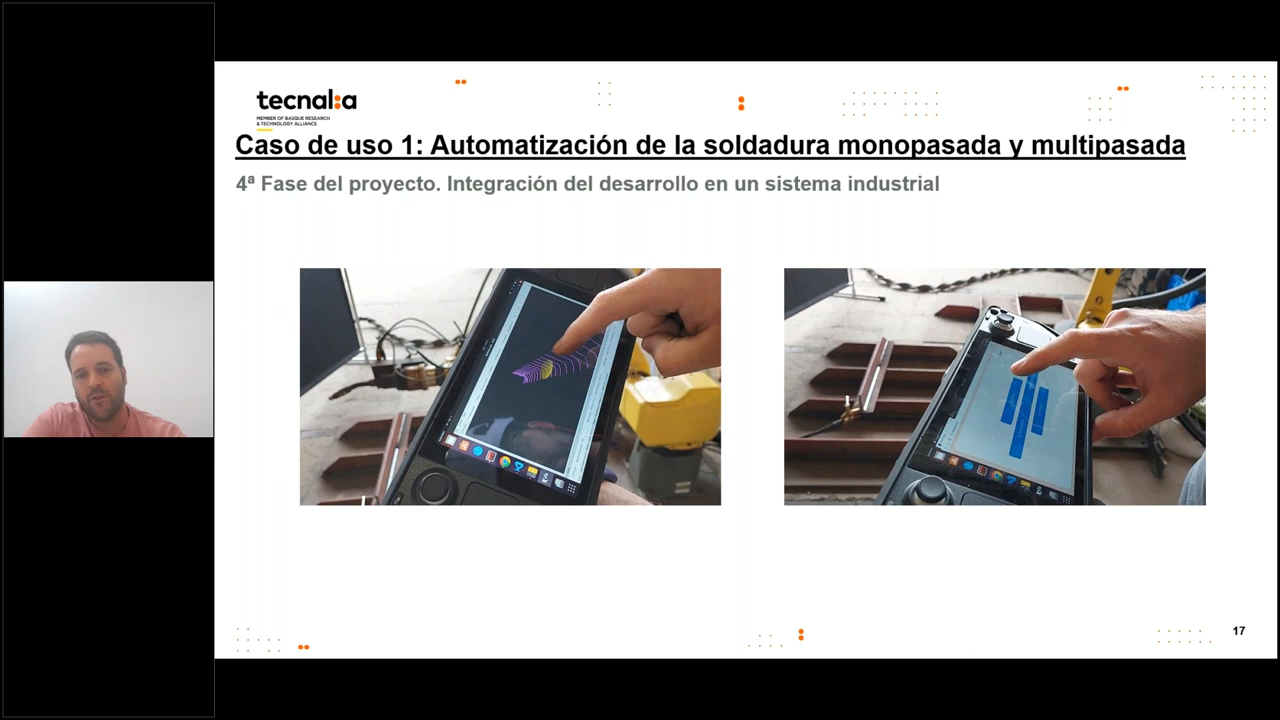 tecnal:a
MEMBER OF BASQUE RESEARCH
& TECHNOLOGY ALLIANCE
Caso de uso 1: Automatización de la soldadura monopasada y multipasada
4ª Fase del proyecto. Integración del desarrollo en un sistema industrial
17